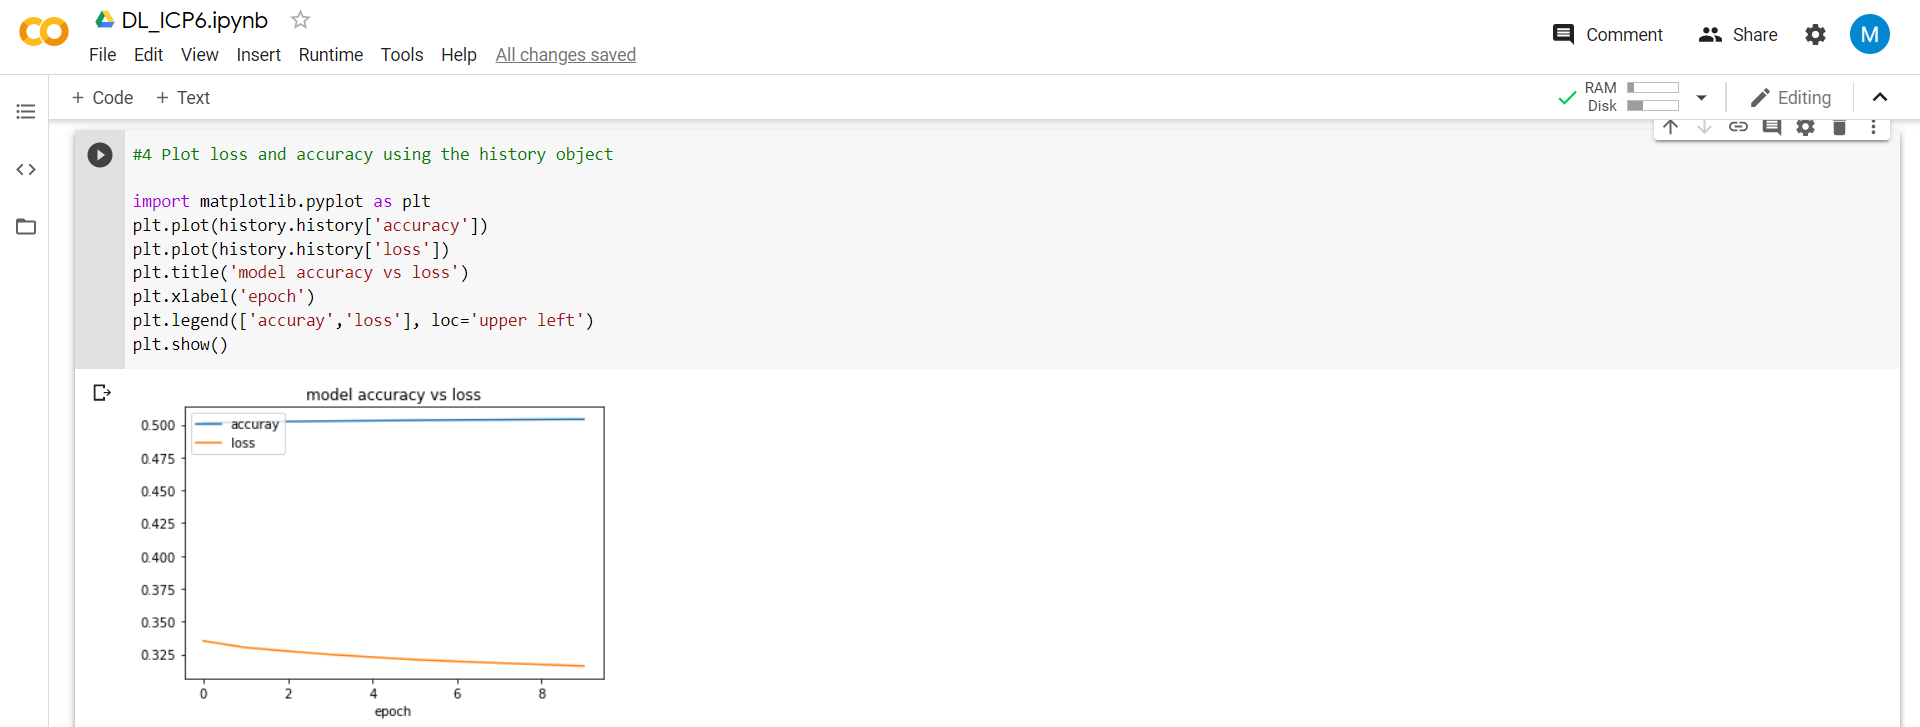 DL_ICP6.ipynb
File Edit View Insert Runtime Tools Help All changes saved
Comment Share M
+ Code + Text
RAM
Disk
Editing
#4 Plot loss and accuracy using the history object
import matplotlib.pyplot as plt
plt.plot(history.history['accuracy'])
plt.plot(history.history['loss'])
plt.title('model accuracy vs loss')
plt.xlabel('epoch')
plt.legend(['accuray','loss'], loc='upper left')
plt.show()
model accuracy vs loss
accuray
loss
0.500
0.475
0.450
0.425
0.400
0.375
0.350
0.325
0 2 4 6 8
epoch